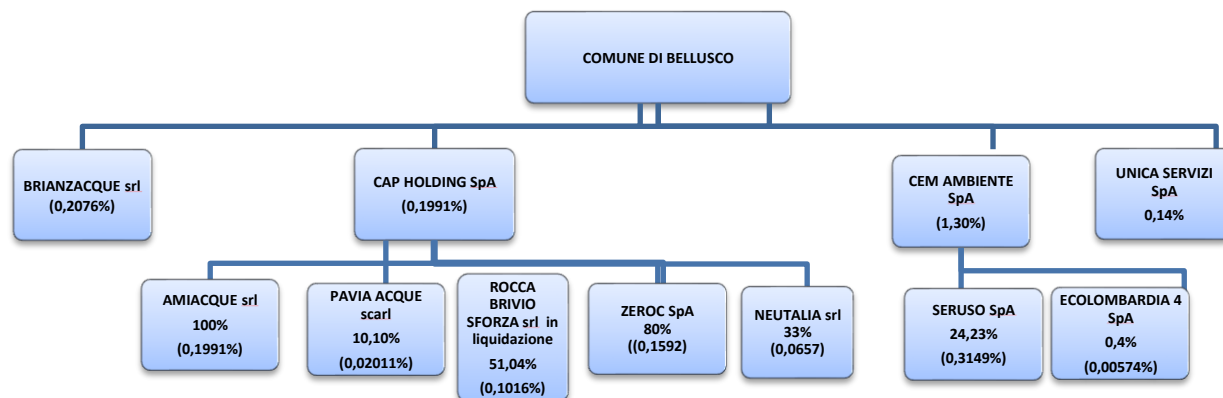 COMUNE DI BELLUSCO
BRIANZACQUE srl
(0,2076%)
CAP HOLDING SpA
(0,1991%)
CEM AMBIENTE
SpA
(1,30%)
UNICA SERVIZI
SpA
0,14%
AMIACQUE srl
100%
(0,1991%)
PAVIA ACQUE
scarl
10,10%
(0,02011%)
ROCCA
BRIVIO
SFORZA srl in
liquidazione
51,04%
(0,1016%)
ZEROC SpA
80%
((0,1592)
NEUTALIA srl
33%
(0,0657)
SERUSO SpA
24,23%
(0,3149%)
ECOLOMBARDIA 4
SpA
0,4%
(0,00574%)